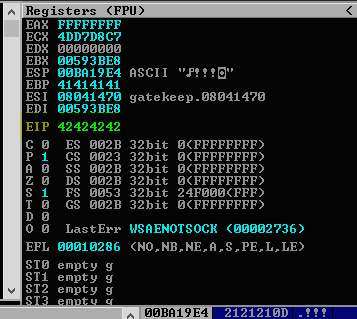 Registers (FPU) <
EAX FFFFFFFF
ECX 4DD7D8C7
EDX 00000000
EBX 00593BE8
ESP 00BA19E4 ASCII "♪!!!◙"
EBP 41414141
ESI 08041470 gatekeep.08041470
EDI 00593BE8
EIP 42424242
C 0 ES 002B 32bit 0(FFFFFFFF)
P 1 CS 0023 32bit 0(FFFFFFFF)
A 0 SS 002B 32bit 0(FFFFFFFF)
Z 0 DS 002B 32bit 0(FFFFFFFF)
S 1 FS 0053 32bit 24F000(FFF)
T 0 GS 002B 32bit 0(FFFFFFFF)
D 0
O 0 LastErr WSAENOTSOCK (00002736)
EFL 00010286 (NO,NB,NE,A,S,PE,L,LE)
ST0 empty g
ST1 empty g
ST2 empty g
ST3 empty g
00BA19E4 2121210D .!!!